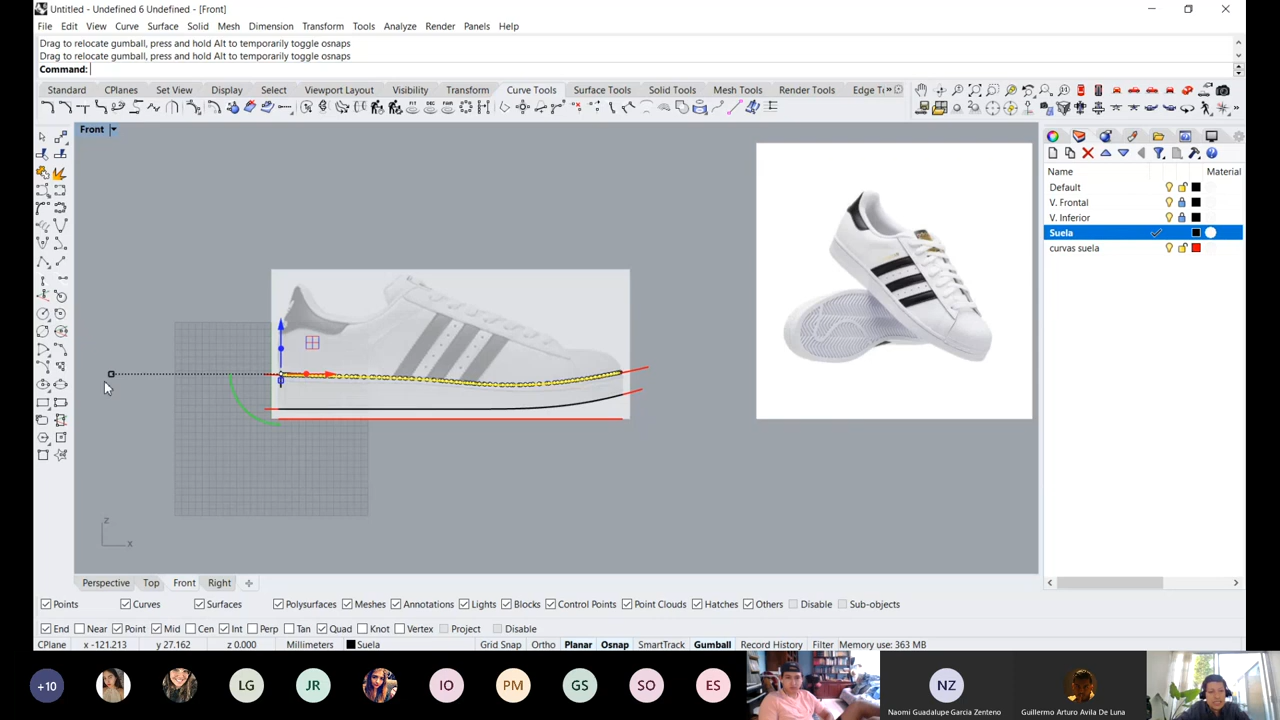 Untitled - Undefined 6 Undefined - [Front]
File Edit View Curve Surface Solid Mesh Dimension Transform Tools Analyze Render Panels Help
Drag to relocate gumball, press and hold Alt to temporarily toggle osnaps
Drag to relocate gumball, press and hold Alt to temporarily toggle osnaps
Command:
Standard CPlanes Set View Display Select Viewport Layout Visibility Transform Curve Tools Surface Tools Solid Tools Mesh Tools Render Tools Edge T
Front
Name Material
Default
V. Frontal
V. Inferior
Suela
curvas suela
z
x
Perspective Top Front Right
Points Curves Surfaces Polysurfaces Meshes Annotations Lights Blocks Control Points Point Clouds Hatches Others Disable Sub-objects
End Near Point Mid Cen Int Perp Tan Quad Knot Vertex Project Disable
CPlane x -121.213 y 27.162 z 0.000 Millimeters Suela Grid Snap Ortho Planar Osnap SmartTrack Gumball Record History Filter Memory use: 363 MB
+10 LG JR IO PM GS SO ES NZ
Naomi Guadalupe Garcia Zenteno Guillermo Arturo Avila De Luna